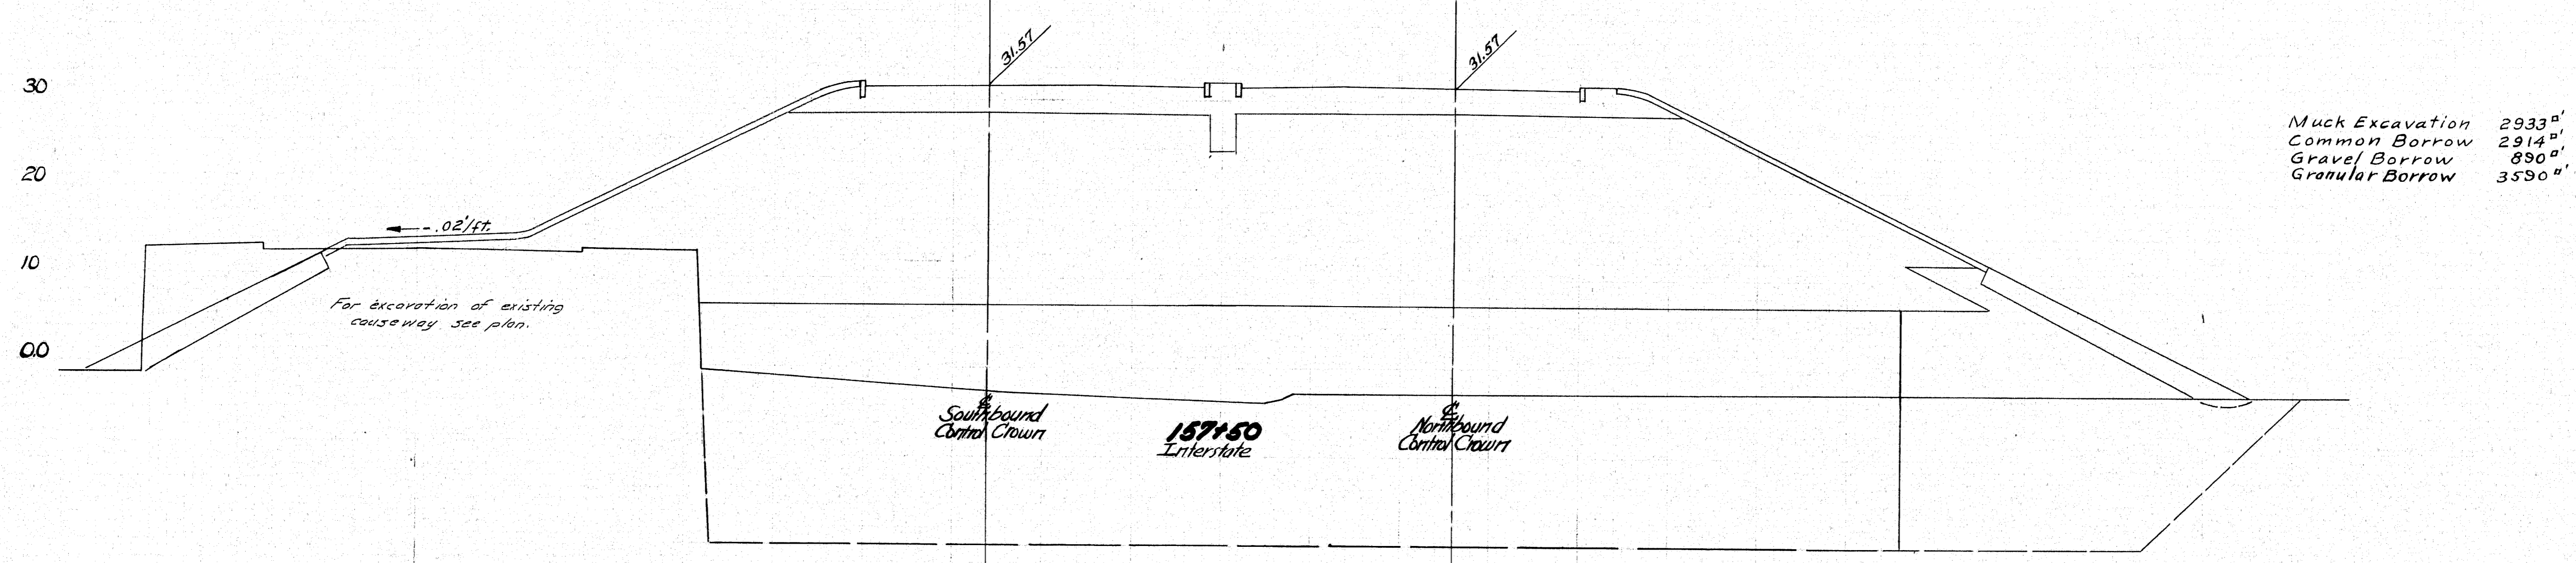 31.57
31.57
30
20
10
0.0
Muck Excavation 2933□'
Common Borrow 2914□'
Gravel Borrow 890□'
Granular Borrow 3590□'
-.02'/ft.
For excavation of existing
causeway see plan.
℄
Southbound
Control Crown
157+50
Interstate
℄
Northbound
Control Crown